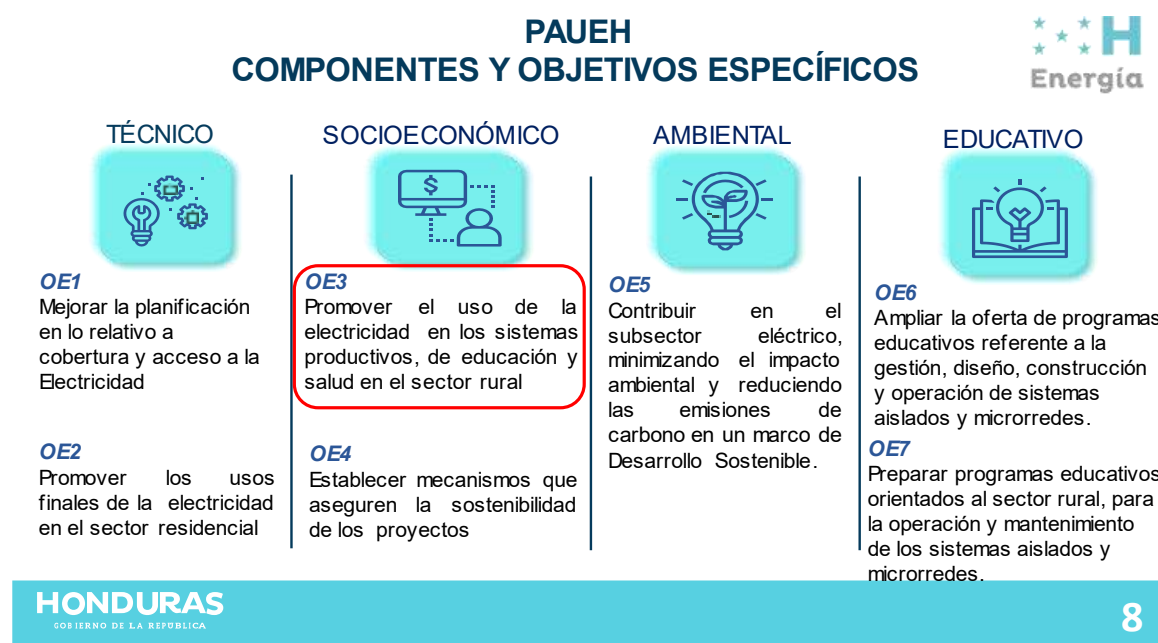 PAUEH
COMPONENTES Y OBJETIVOS ESPECÍFICOS
H
Energía
TÉCNICO
OE1
Mejorar la planificación
en lo relativo a
cobertura y acceso a la
Electricidad
OE2
Promover los usos
finales de la electricidad
en el sector residencial
SOCIOECONÓMICO
$
OE3
Promover el uso de la
electricidad en los sistemas
productivos, de educación y
salud en el sector rural
OE4
Establecer mecanismos que
aseguren la sostenibilidad
de los proyectos
AMBIENTAL
OE5
Contribuir en el
subsector eléctrico,
minimizando el impacto
ambiental y reduciendo
las emisiones de
carbono en un marco de
Desarrollo Sostenible.
EDUCATIVO
OE6
Ampliar la oferta de programas
educativos referente a la
gestión, diseño, construcción
y operación de sistemas
aislados y microrredes.
OE7
Preparar programas educativos
orientados al sector rural, para
la operación y mantenimiento
de los sistemas aislados y
microrredes.
HONDURAS
GOBIERNO DE LA REPÚBLICA
8